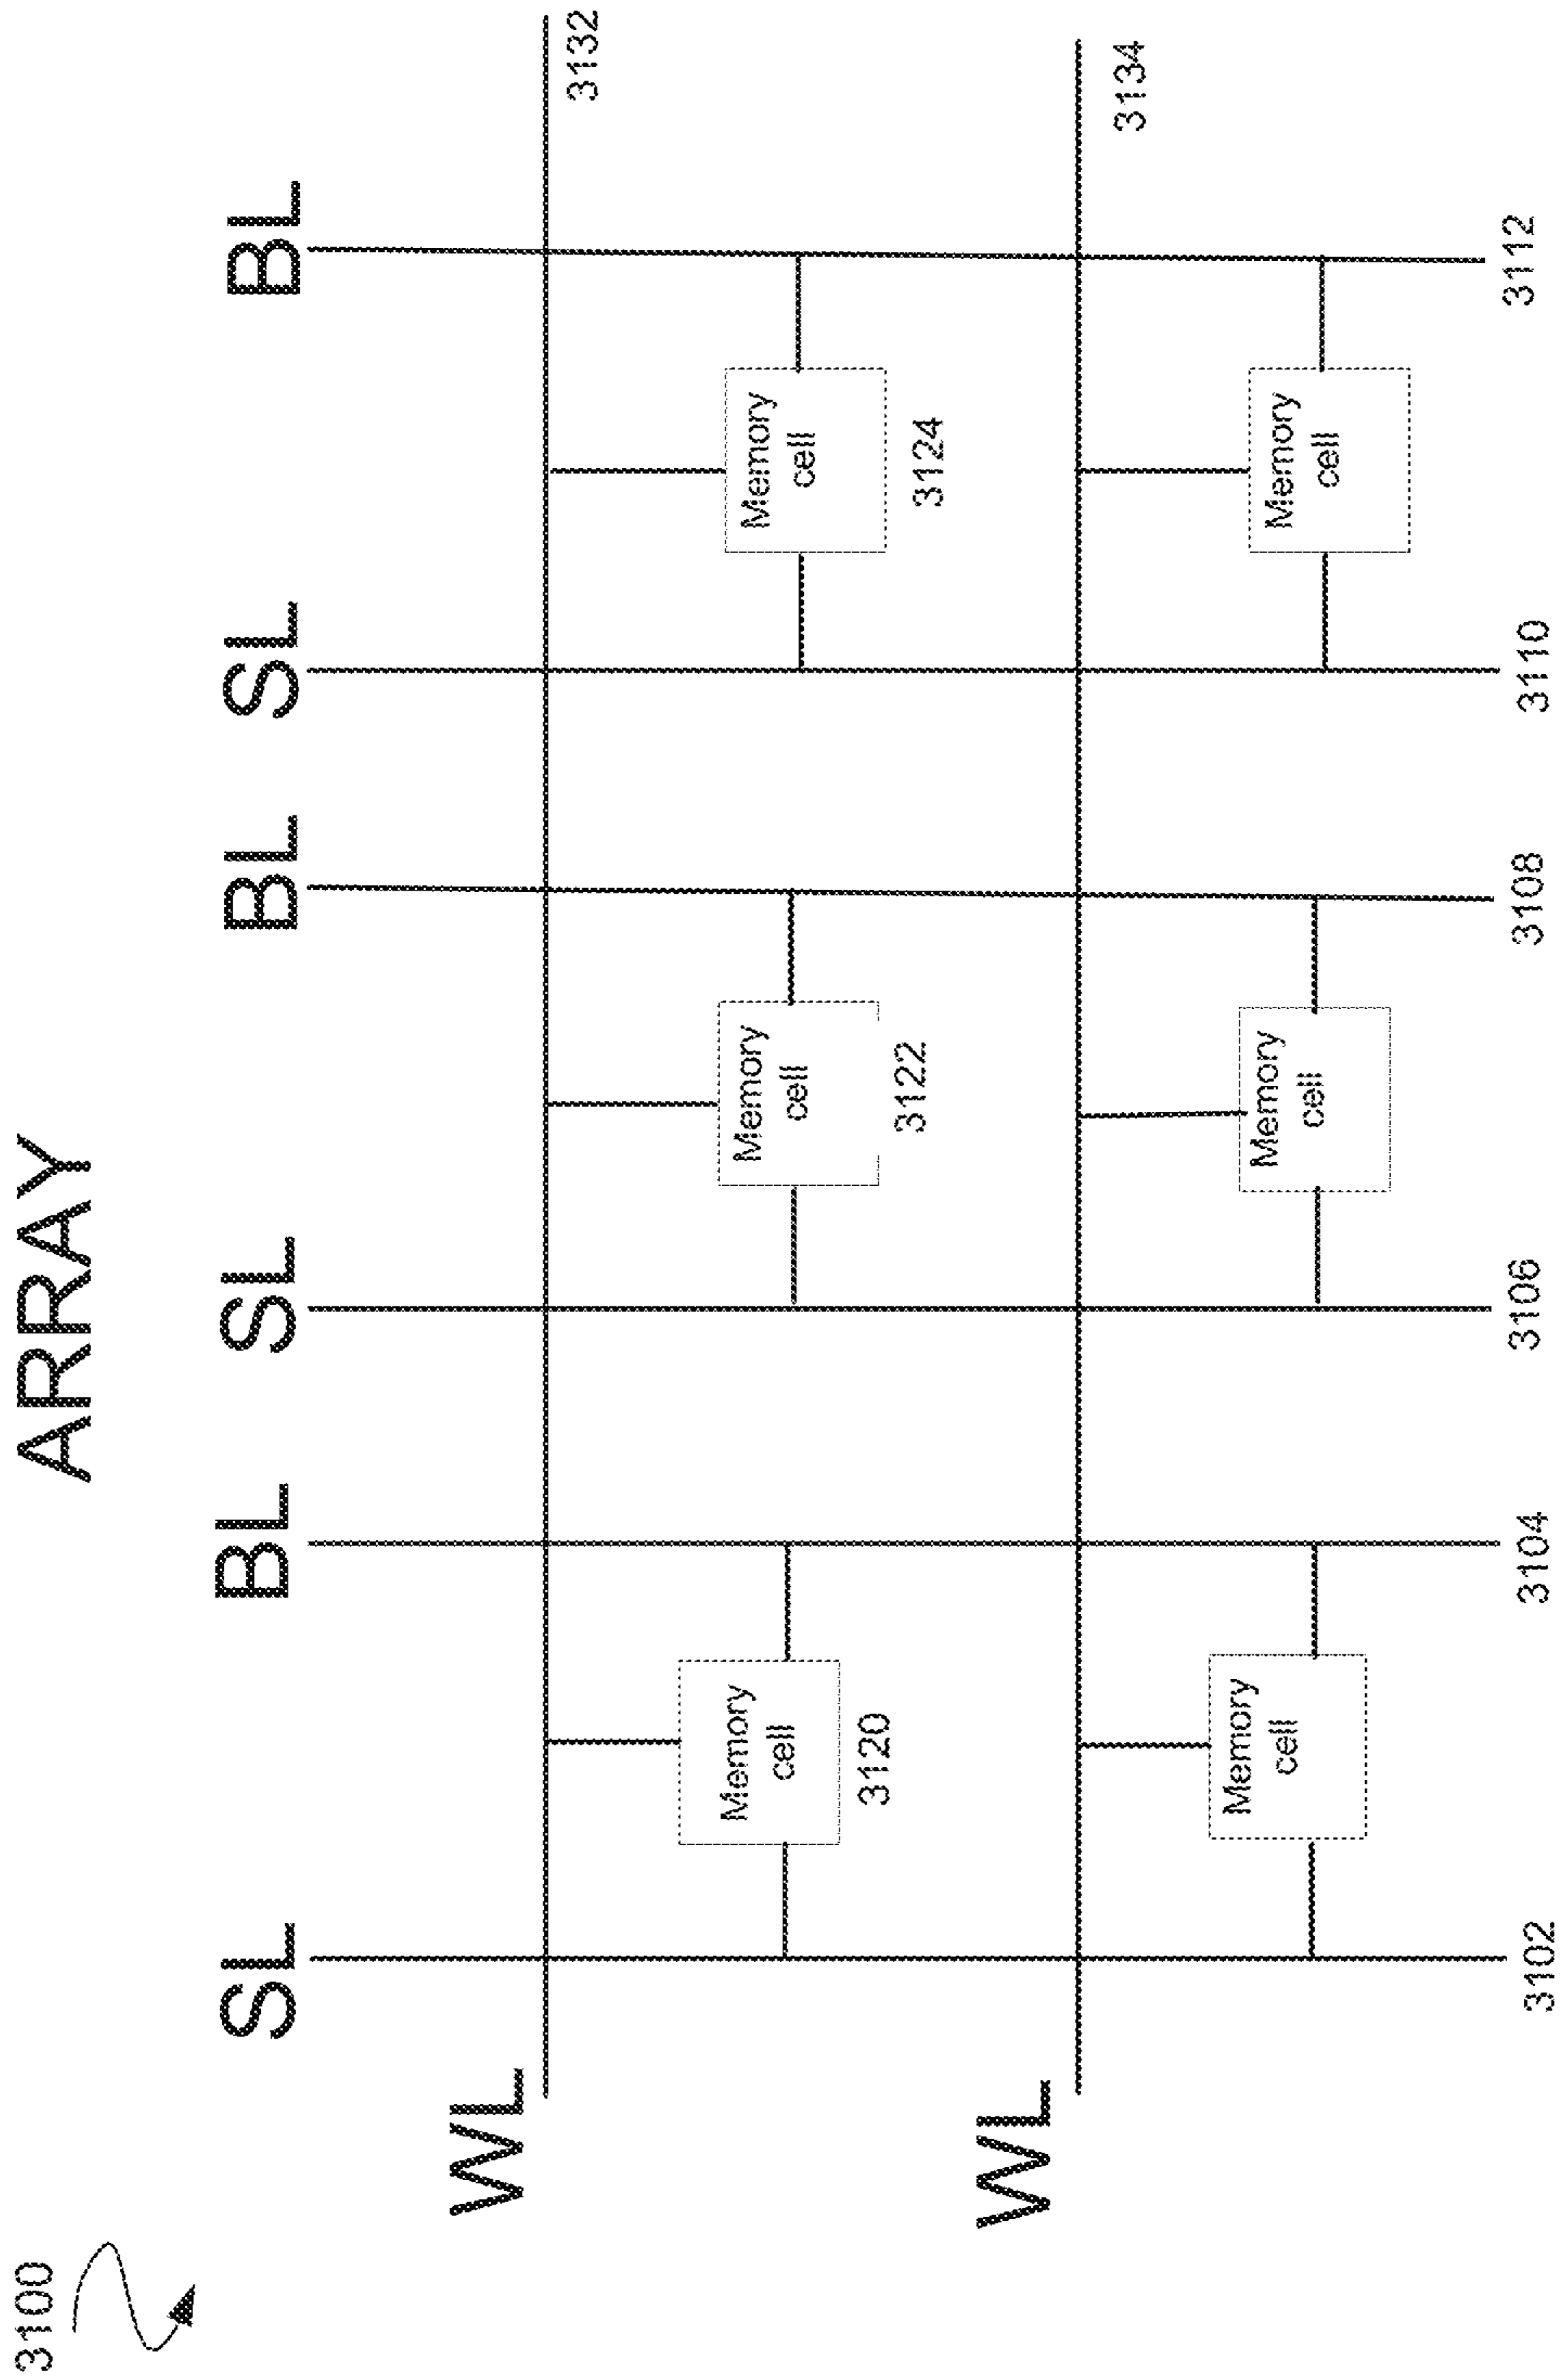 3100
ARRAY
SL
BL
SL
BL
SL
BL
WL
3132
Memory
cell
3120
Memory
cell
3122
Memory
cell
3124
WL
3134
Memory
cell
Memory
cell
Memory
cell
3102
3104
3106
3108
3110
3112